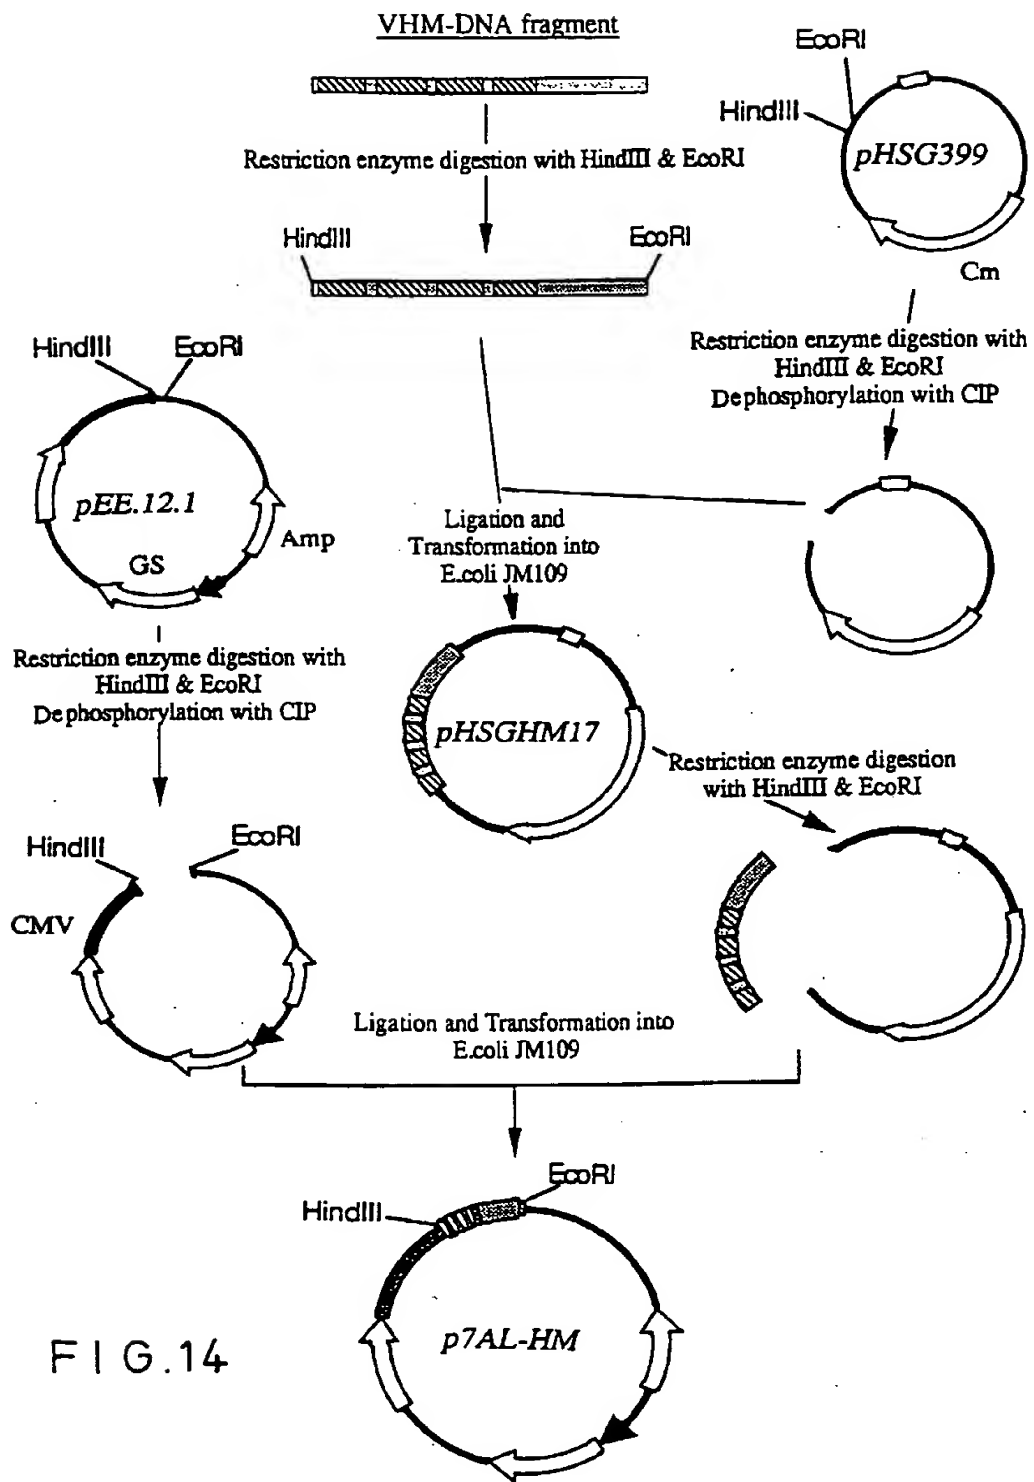 VHM-DNA fragment
EcoRI
HindIII
pHSG399
Cm
Restriction enzyme digestion with HindIII & EcoRI
HindIII
EcoRI
Restriction enzyme digestion with
HindIII & EcoRI
Dephosphorylation with CIP
HindIII
EcoRI
pEE.12.1
Amp
GS
Ligation and
Transformation into
E.coli JM109
Restriction enzyme digestion with
HindIII & EcoRI
Dephosphorylation with CIP
pHSGHM17
Restriction enzyme digestion
with HindIII & EcoRI
HindIII
EcoRI
CMV
Ligation and Transformation into
E.coli JM109
HindIII
EcoRI
p7AL-HM
FIG.14